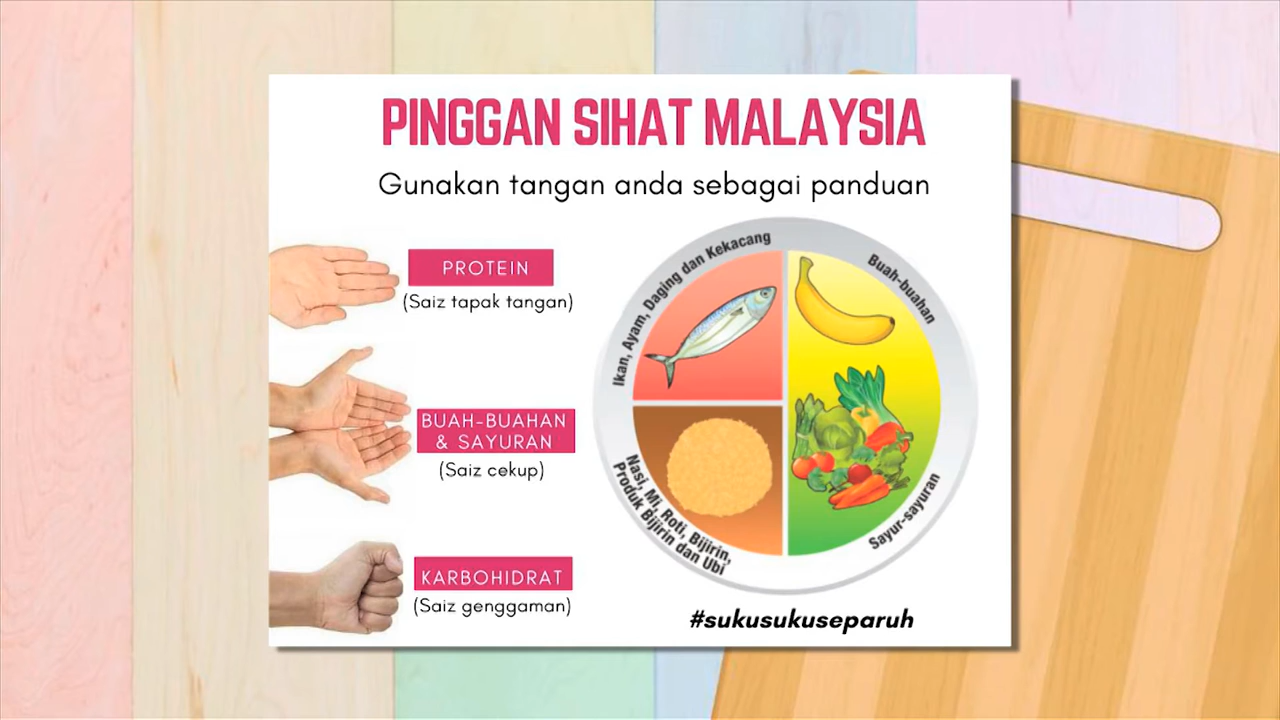 PINGGAN SIHAT MALAYSIA
Gunakan tangan anda sebagai panduan
PROTEIN
(Saiz tapak tangan)
BUAH-BUAHAN
& SAYURAN
(Saiz cekup)
KARBOHIDRAT
(Saiz genggaman)
Ikan, Ayam, Daging dan Kekacang
Buah-buahan
Nasi, Mi, Roti, Bijirin,
Produk Bijirin dan Ubi
Sayur-sayuran
#sukusukuseparuh